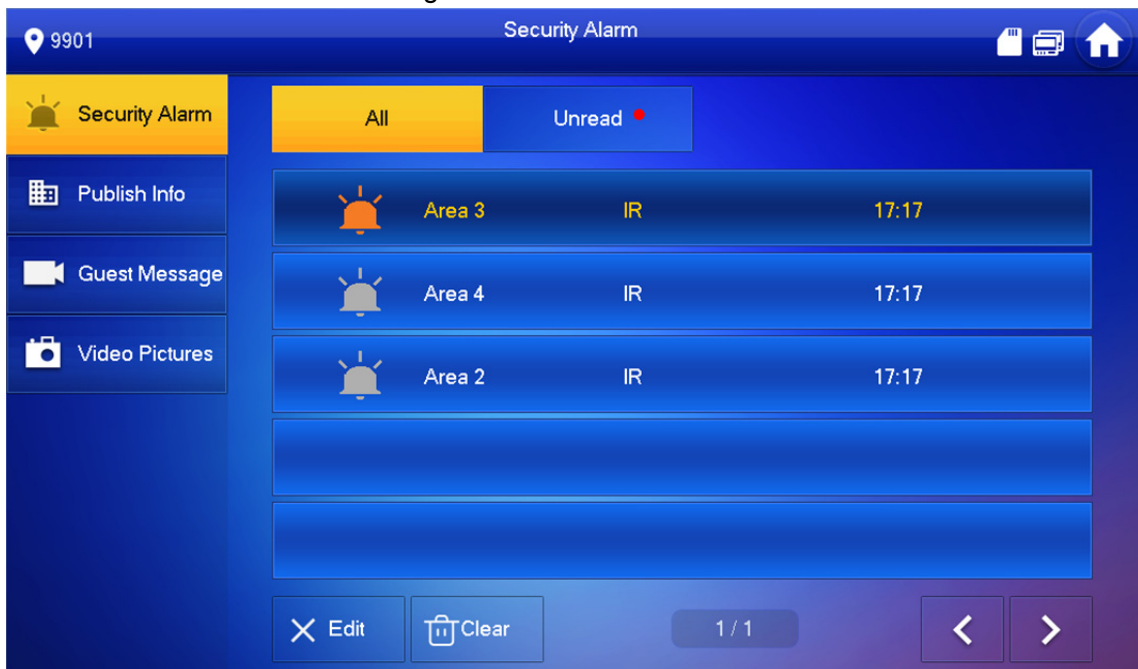 9901
Security Alarm
Security Alarm
Publish Info
Guest Message
Video Pictures
All
Unread
Area 3 IR 17:17
Area 4 IR 17:17
Area 2 IR 17:17
Edit
Clear
1 / 1